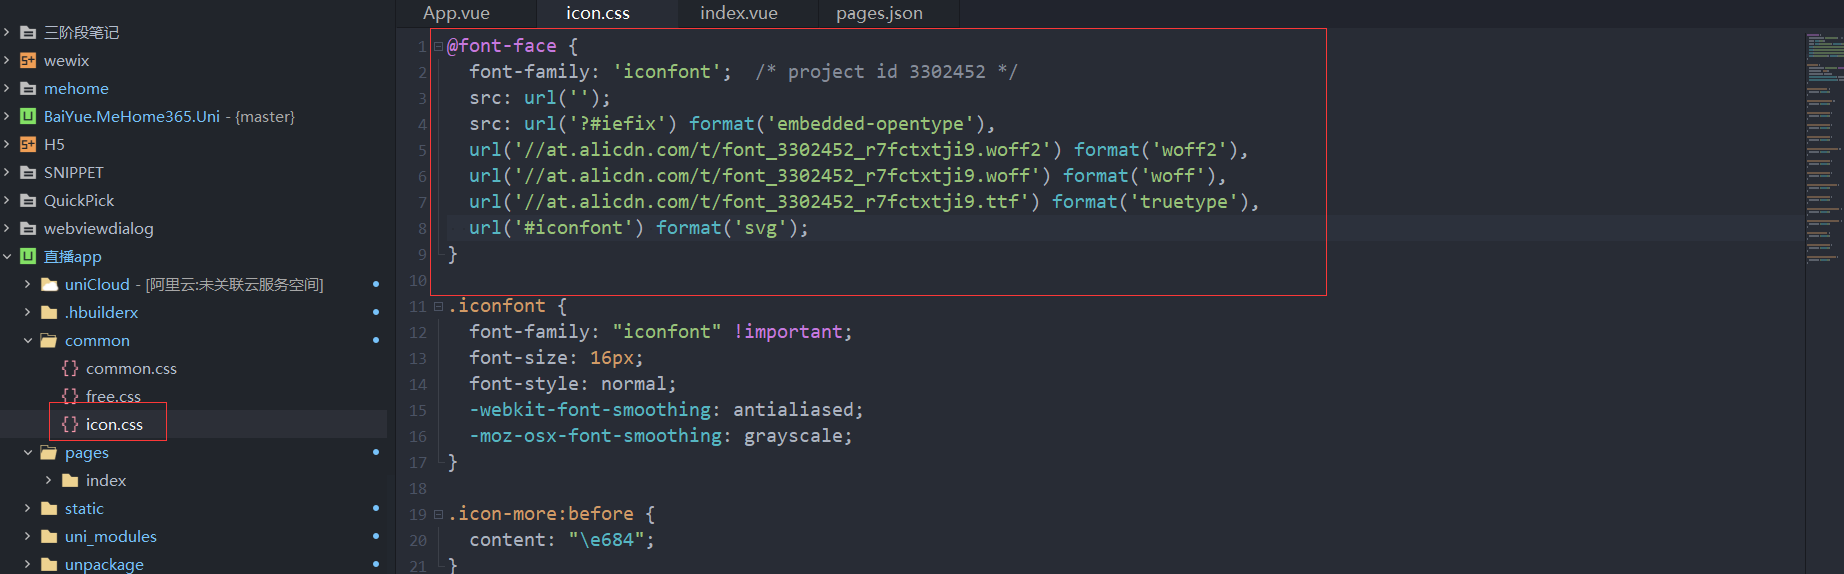 App.vue
icon.css
index.vue
pages.json
三阶段笔记
wewix
mehome
BaiYue.MeHome365.Uni - {master}
H5
SNIPPET
QuickPick
webviewdialog
直播app
uniCloud - [阿里云:未关联云服务空间]
.hbuilderx
common
common.css
free.css
icon.css
pages
index
static
uni_modules
unpackage
1 @font-face {
2 font-family: 'iconfont'; /* project id 3302452 */
3 src: url('');
4 src: url('?#iefix') format('embedded-opentype'),
5 url('//at.alicdn.com/t/font_3302452_r7fctxtji9.woff2') format('woff2'),
6 url('//at.alicdn.com/t/font_3302452_r7fctxtji9.woff') format('woff'),
7 url('//at.alicdn.com/t/font_3302452_r7fctxtji9.ttf') format('truetype'),
8 url('#iconfont') format('svg');
9 }
10
11 .iconfont {
12 font-family: "iconfont" !important;
13 font-size: 16px;
14 font-style: normal;
15 -webkit-font-smoothing: antialiased;
16 -moz-osx-font-smoothing: grayscale;
17 }
18
19 .icon-more:before {
20 content: "\e684";
21 }